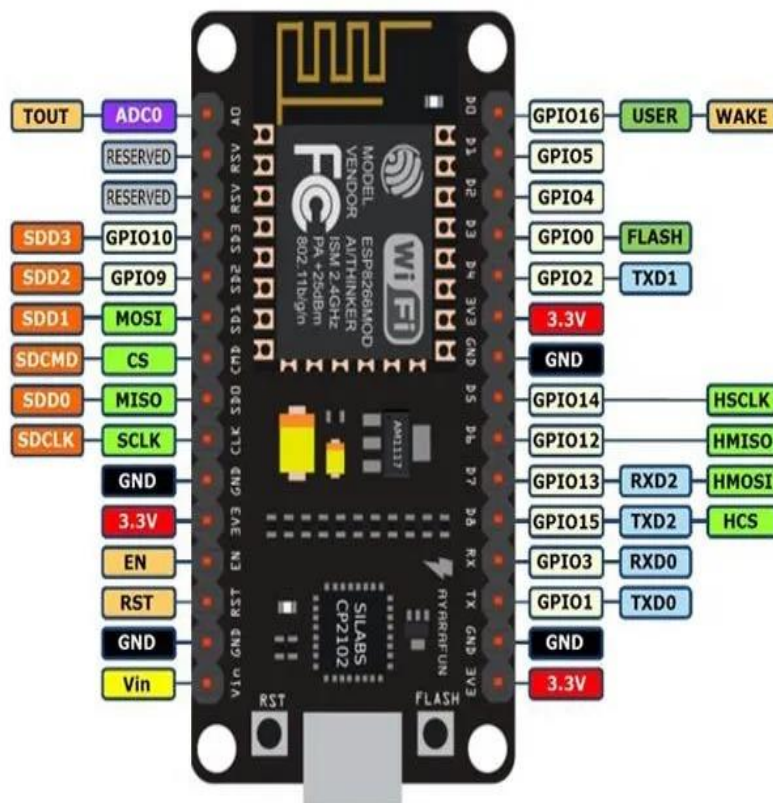 TOUT ADC0 A0 D0 GPIO16 USER WAKE
RESERVED RSV D1 GPIO5
RESERVED RSV D2 GPIO4
SDD3 GPIO10 SD3 D3 GPIO0 FLASH
SDD2 GPIO9 SD2 D4 GPIO2 TXD1
SDD1 MOSI SD1 3V3 3.3V
SDCMD CS CMD GND GND
SDD0 MISO SD0 D5 GPIO14 HSCLK
SDCLK SCLK CLK D6 GPIO12 HMISO
GND GND D7 GPIO13 RXD2 HMOSI
3.3V 3V3 D8 GPIO15 TXD2 HCS
EN EN RX GPIO3 RXD0
RST RST TX GPIO1 TXD0
GND GND GND GND
Vin Vin 3V3 3.3V
MODEL ESP8266MOD
VENDOR AI/THINKER
ISM 2.4GHz
PA +25dBm
802.11b/g/n
FC
Wi Fi
AM1117
SILABS
CP2102
AYARAFUN
RST
FLASH